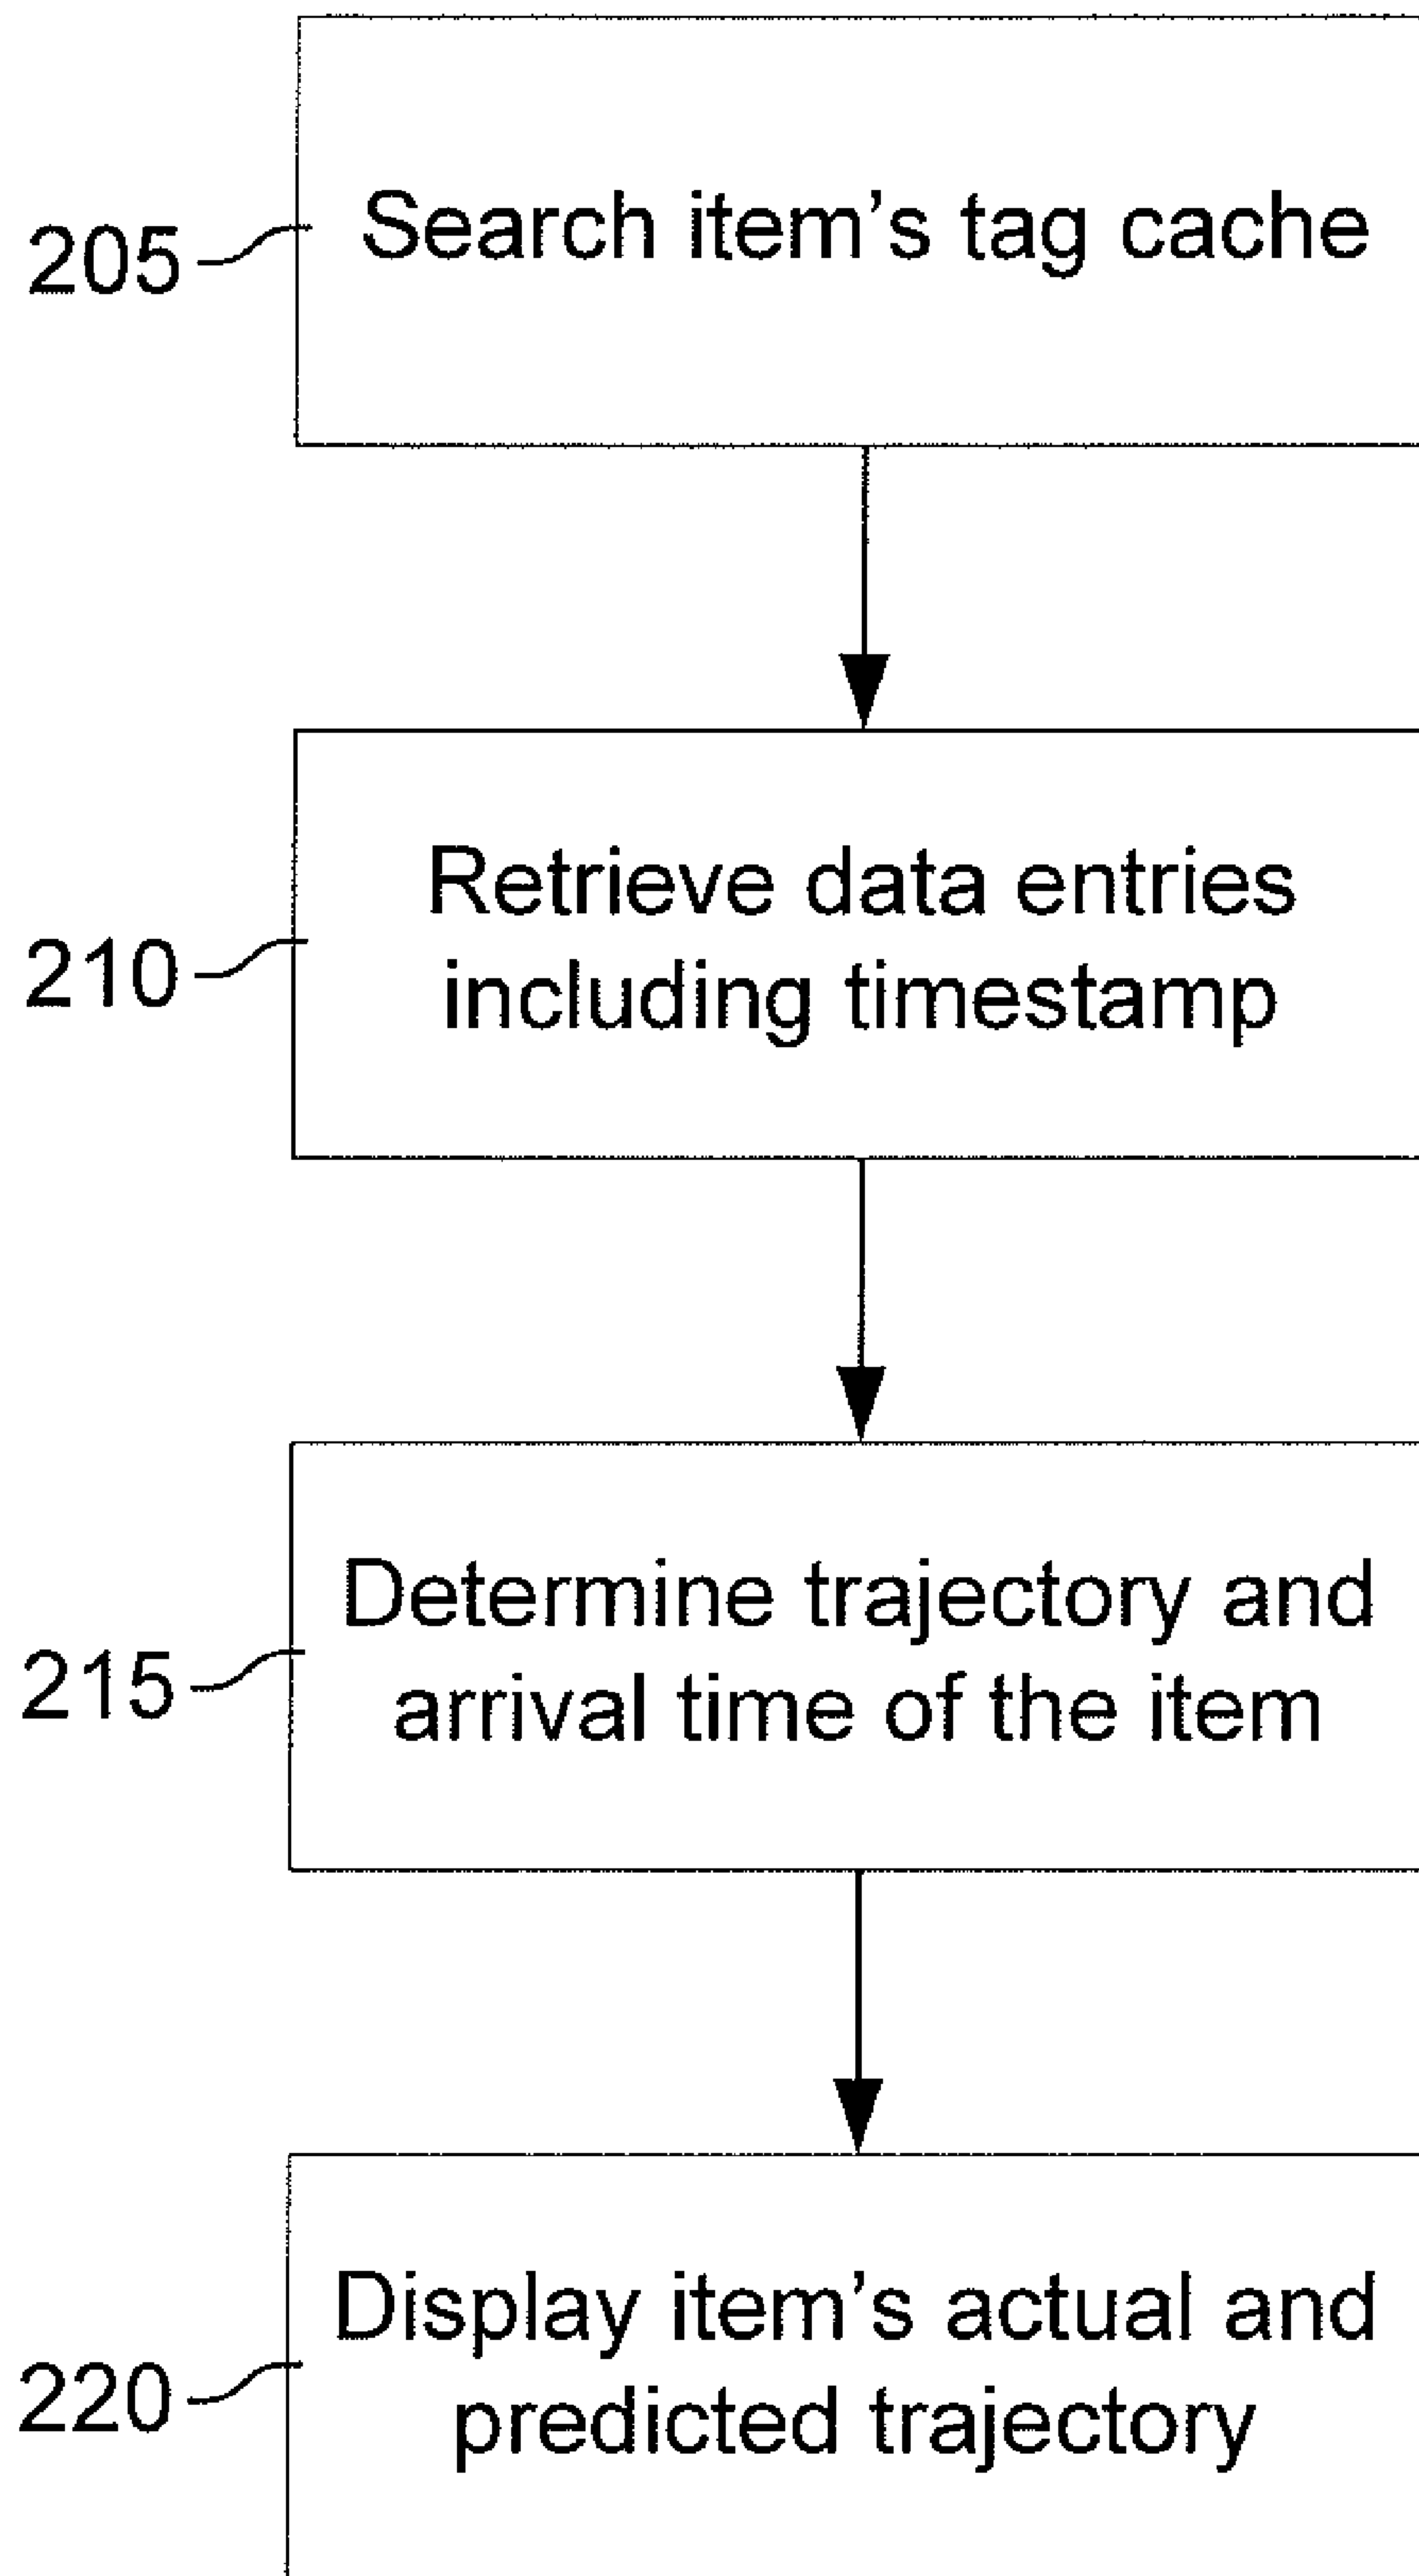 205
Search item’s tag cache
210
Retrieve data entries
including timestamp
215
Determine trajectory and
arrival time of the item
220
Display item’s actual and
predicted trajectory